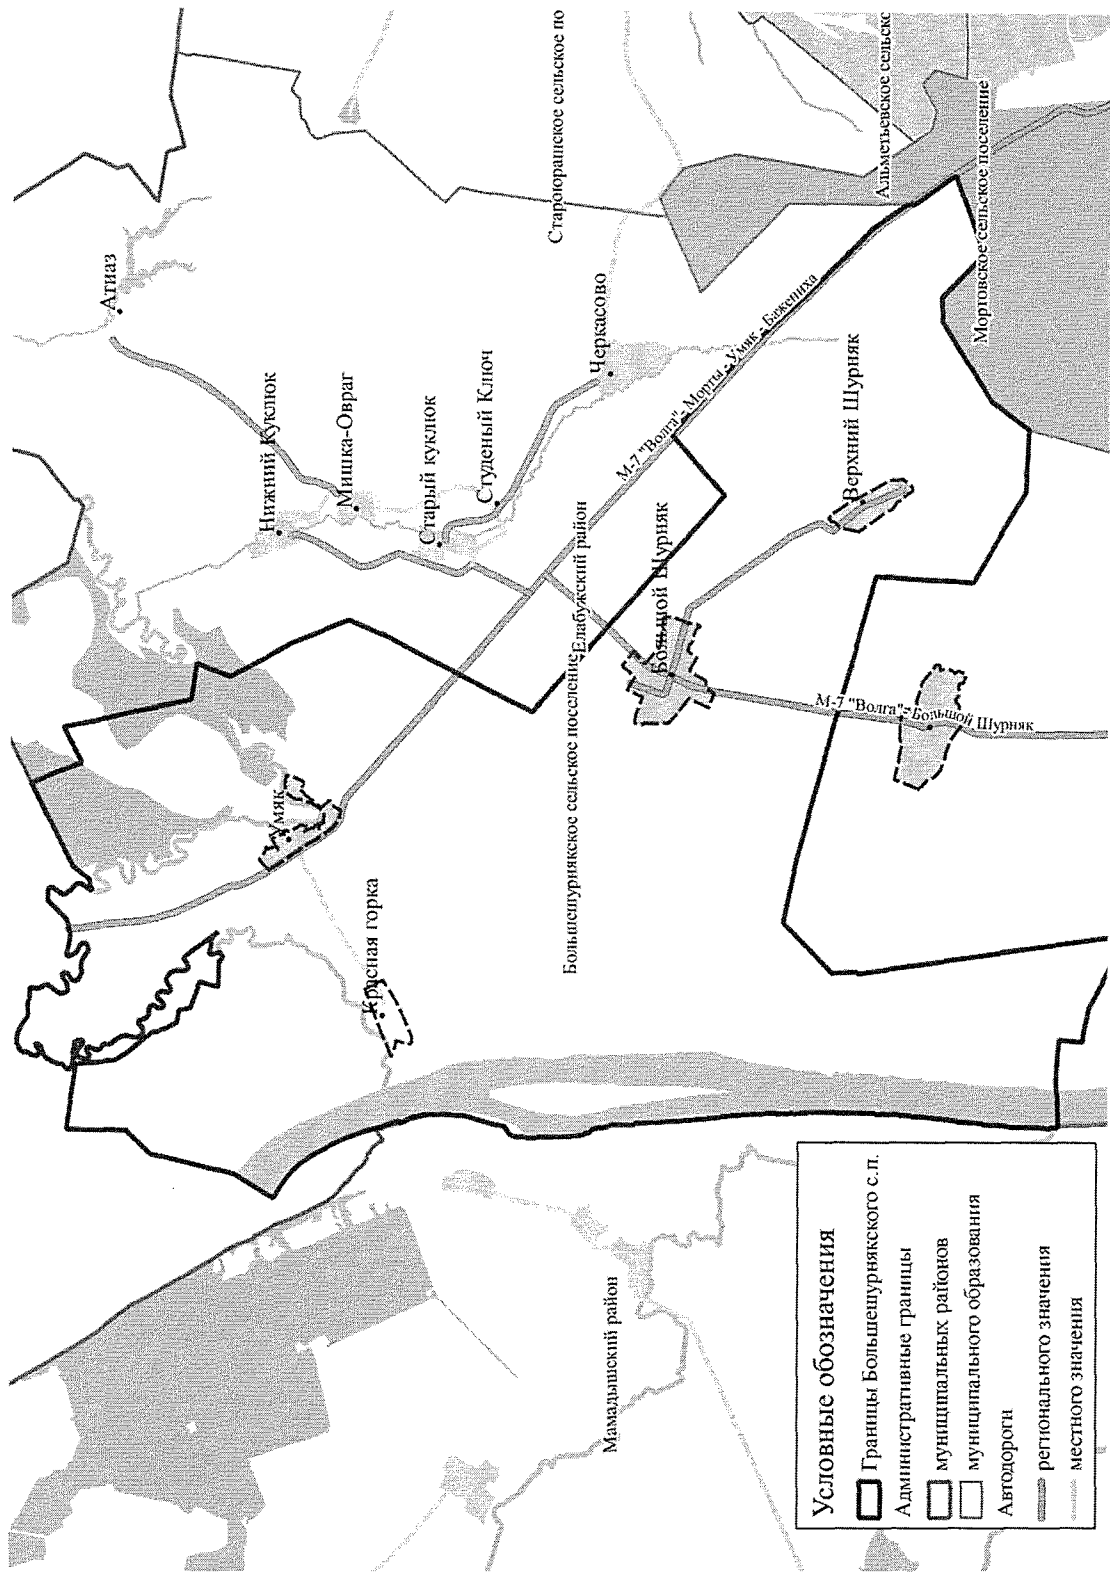 Атиаз
Нижний Куклюк
Мишка-Овраг
Старый куклюк
Студеный Ключ
Черкасово
Староюрашское сельское по
Альметьевское сельско
Мортовское сельское поселение
М-7 "Волга"- Морты - Умяк - Бажениха
Верхний Шурняк
Большой Шурняк
Елабужский район
Большешурнякское сельское поселение
М-7 "Волга"-Большой Шурняк
Умяк
Красная горка
Мамадышский район
Условные обозначения
Границы Большешурнякского с.п.
Административные границы
муниципальных районов
муниципального образования
Автодороги
регионального значения
местного значения